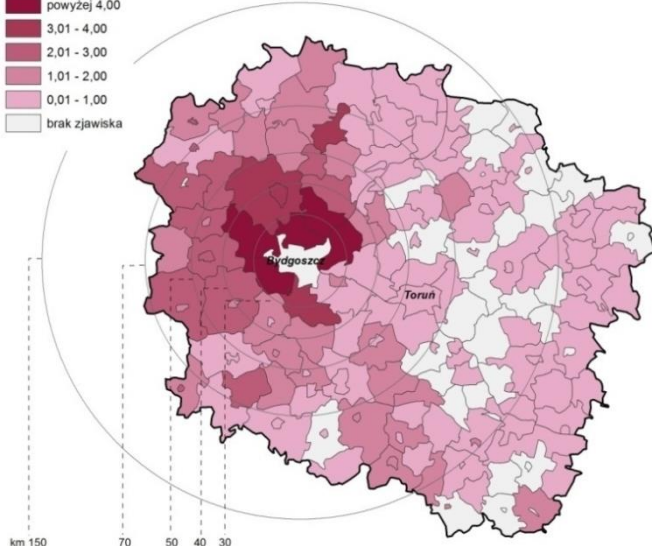 powyżej 4,00
3,01 - 4,00
2,01 - 3,00
1,01 - 2,00
0,01 - 1,00
brak zjawiska
Bydgoszcz
Toruń
km 150 70 50 40 30